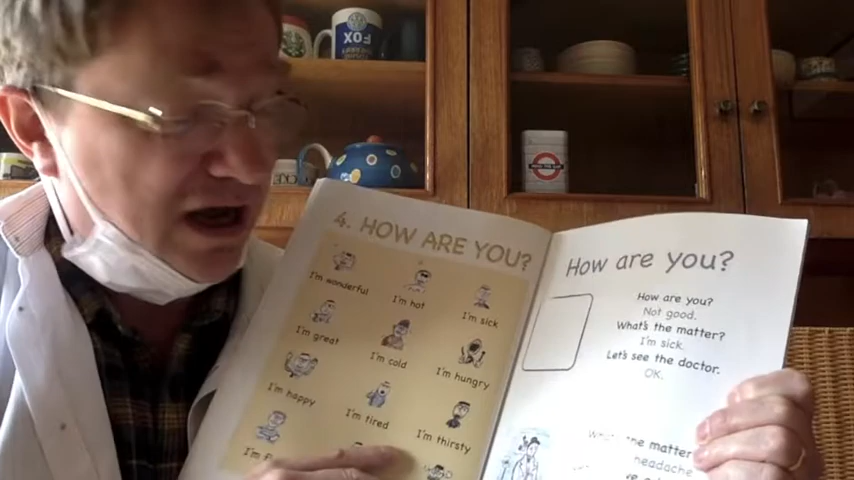 FOX
4. HOW ARE YOU?
I'm wonderful
I'm hot
I'm sick
I'm great
I'm cold
I'm hungry
I'm happy
I'm tired
I'm thirsty
How are you?
How are you?
Not good.
What's the matter?
I'm sick.
Let's see the doctor.
OK.
the matter
headache